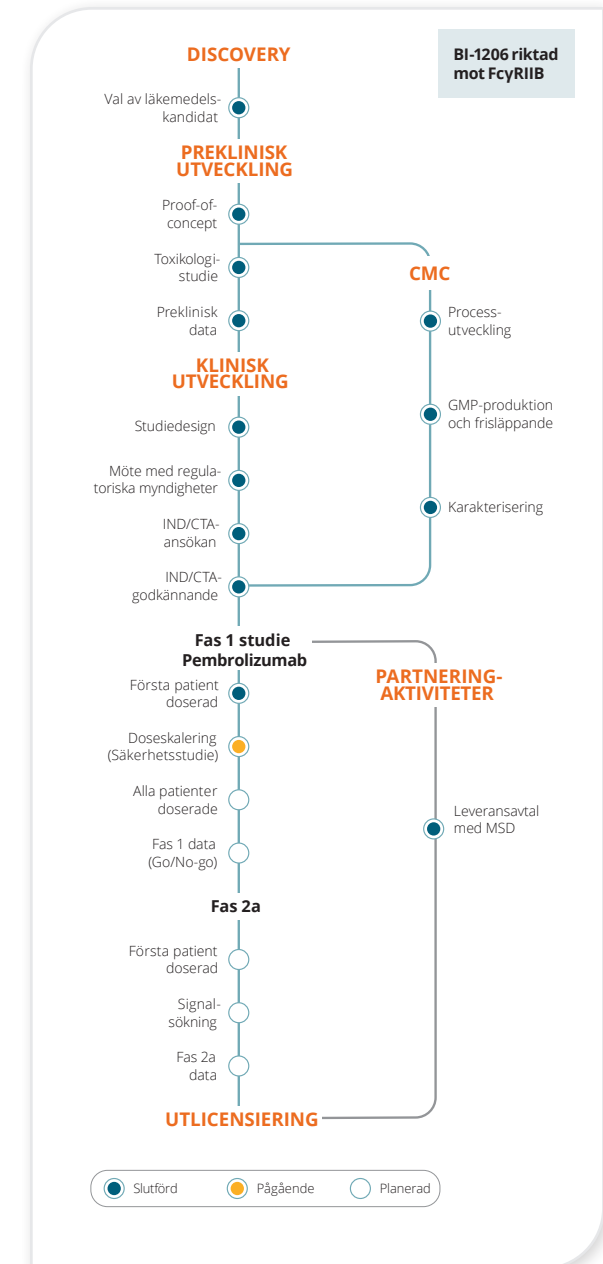 DISCOVERY
BI-1206 riktad
mot FcγRIIB
Val av läkemedels-
kandidat
PREKLINISK
UTVECKLING
Proof-of-
concept
Toxikologi-
studie
CMC
Preklinisk
data
Process-
utveckling
KLINISK
UTVECKLING
GMP-produktion
och frisläppande
Studiedesign
Möte med regula-
toriska myndigheter
Karakterisering
IND/CTA-
ansökan
IND/CTA-
godkännande
Fas 1 studie
Pembrolizumab
PARTNERING-
AKTIVITETER
Första patient
doserad
Doseskalering
(Säkerhetsstudie)
Alla patienter
doserade
Leveransavtal
med MSD
Fas 1 data
(Go/No-go)
Fas 2a
Första patient
doserad
Signal-
sökning
Fas 2a
data
UTLICENSIERING
Slutförd
Pågående
Planerad